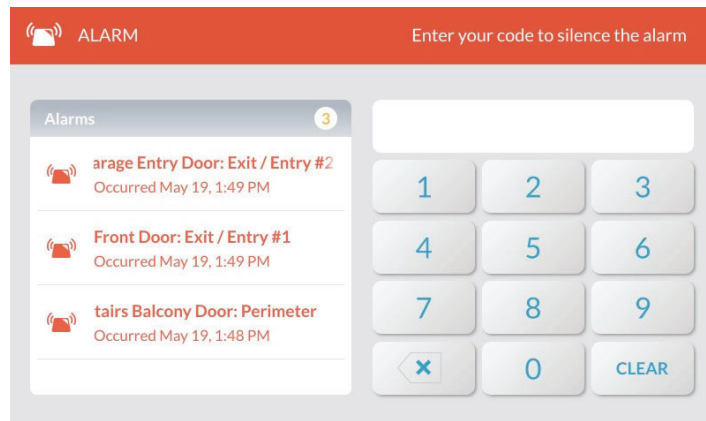 ALARM
Enter your code to silence the alarm
Alarms
3
arage Entry Door: Exit / Entry #2
Occurred May 19, 1:49 PM
Front Door: Exit / Entry #1
Occurred May 19, 1:49 PM
tairs Balcony Door: Perimeter
Occurred May 19, 1:48 PM
1 2 3
4 5 6
7 8 9
0 CLEAR